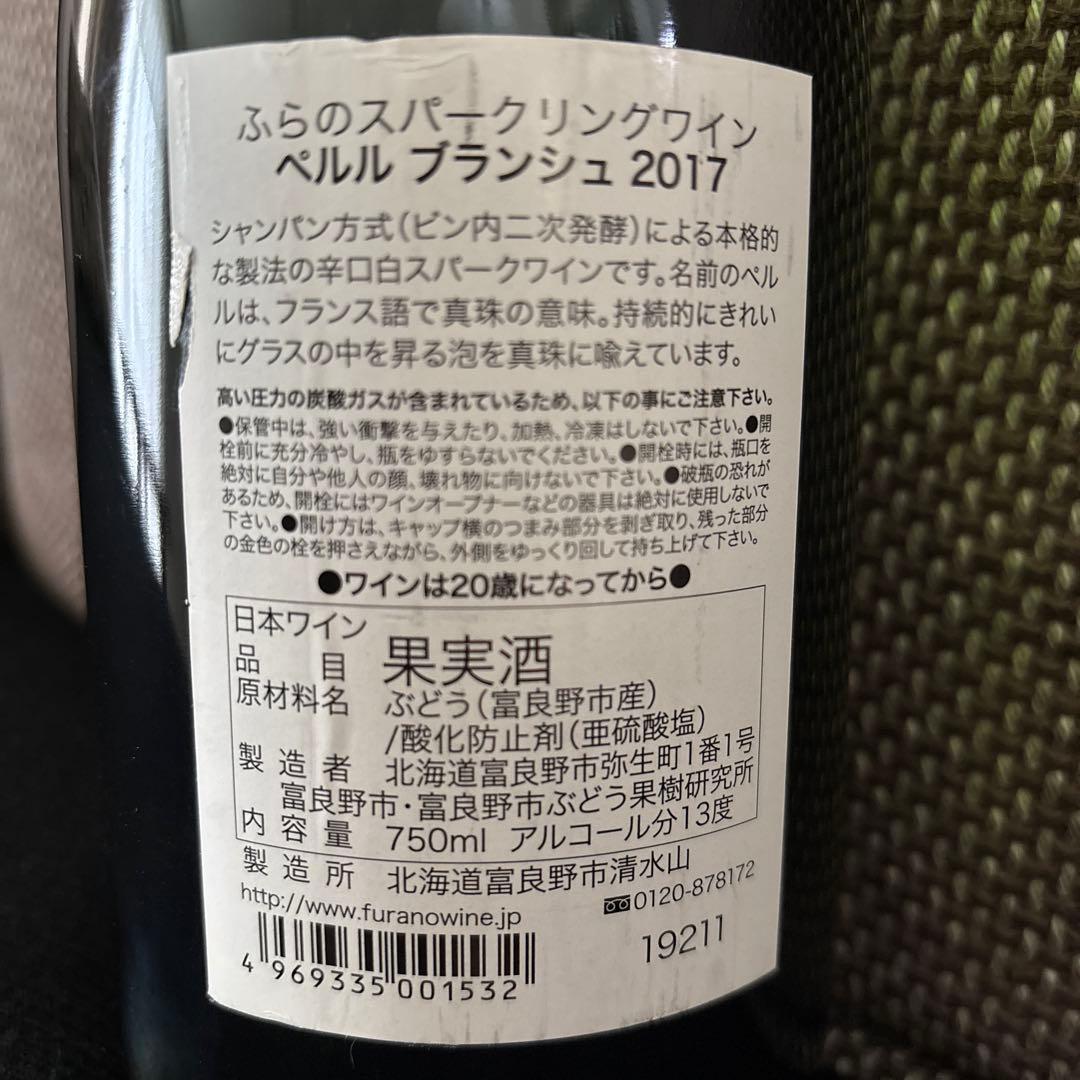 ふらのスパークリングワイン
ペルル ブランシュ 2017
シャンパン方式(ビン内二次発酵)による本格的
な製法の辛口白スパークワインです。名前のペル
ルは、フランス語で真珠の意味。持続的にきれい
にグラスの中を昇る泡を真珠に喩えています。
高い圧力の炭酸ガスが含まれているため、以下の事にご注意下さい。
●保管中は、強い衝撃を与えたり、加熱、冷凍はしないで下さい。●開
栓前に充分冷やし、瓶をゆすらないでください。●開栓時には、瓶口を
絶対に自分や他人の顔、壊れ物に向けないで下さい。●破瓶の恐れが
あるため、開栓にはワインオープナーなどの器具は絶対に使用しないで
下さい。●開け方は、キャップ横のつまみ部分を剥ぎ取り、残った部分
の金色の栓を押さえながら、外側をゆっくり回して持ち上げて下さい。
●ワインは20歳になってから●
日本ワイン
品目 果実酒
原材料名 ぶどう(富良野市産)
/酸化防止剤(亜硫酸塩)
製造者 北海道富良野市弥生町1番1号
富良野市・富良野市ぶどう果樹研究所
内容量 750ml アルコール分13度
製造所 北海道富良野市清水山
http://www.furanowine.jp 0120-878172
4 969335 001532 19211